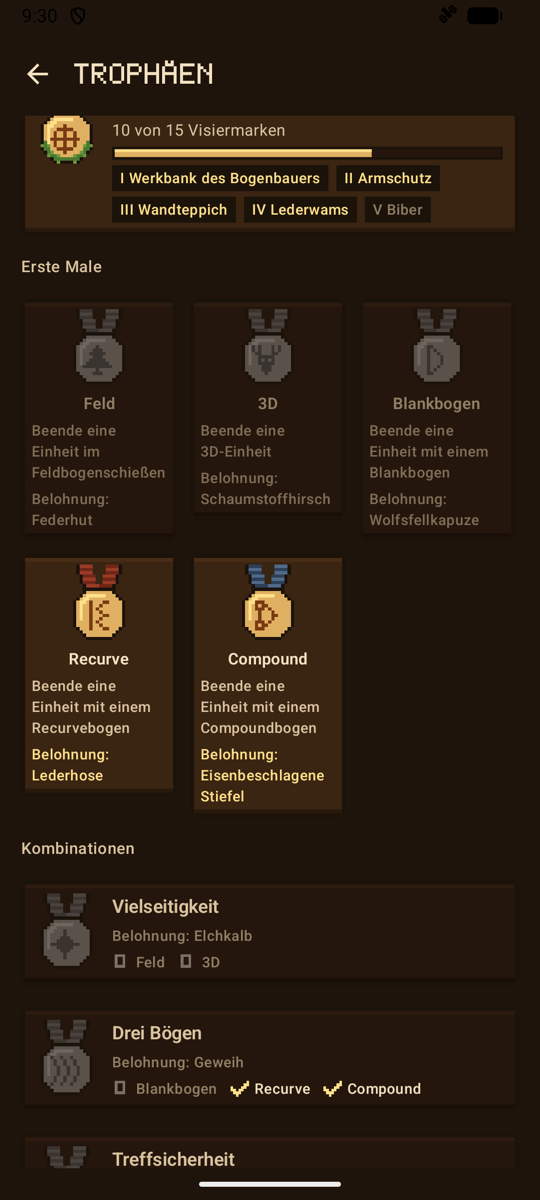 9:30
TROPHÄEN
10 von 15 Visiermarken
I Werkbank des Bogenbauers II Armschutz
III Wandteppich IV Lederwams V Biber
Erste Male
Feld
Beende eine
Einheit im
Feldbogenschießen
Belohnung:
Federhut
3D
Beende eine
3D-Einheit
Belohnung:
Schaumstoffhirsch
Blankbogen
Beende eine
Einheit mit einem
Blankbogen
Belohnung:
Wolfsfellkapuze
Recurve
Beende eine
Einheit mit einem
Recurvebogen
Belohnung:
Lederhose
Compound
Beende eine
Einheit mit einem
Compoundbogen
Belohnung:
Eisenbeschlagene
Stiefel
Kombinationen
Vielseitigkeit
Belohnung: Elchkalb
Feld 3D
Drei Bögen
Belohnung: Geweih
Blankbogen Recurve Compound
Treffsicherheit